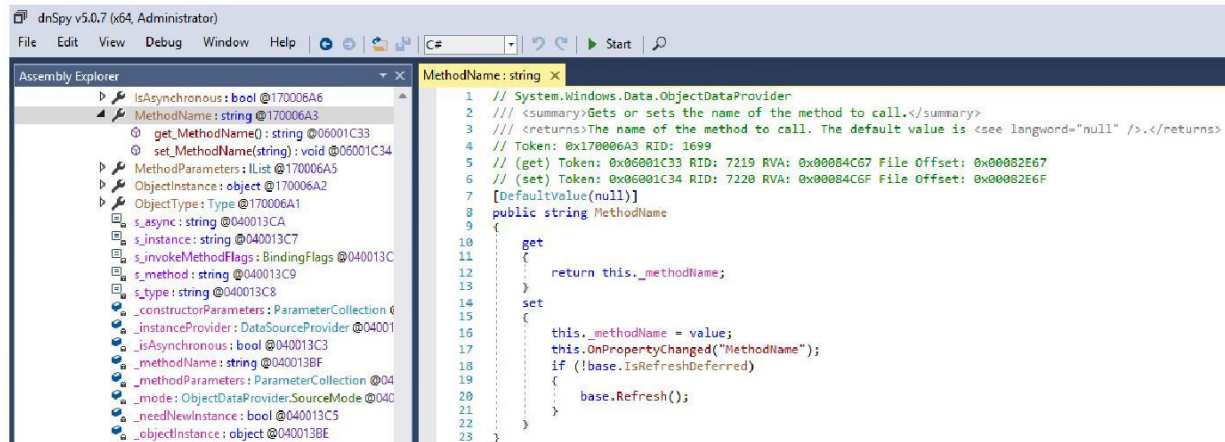 dnSpy v5.0.7 (x64, Administrator)
File Edit View Debug Window Help C# Start
Assembly Explorer
IsAsynchronous : bool @170006A6
MethodName : string @170006A3
get_MethodName() : string @06001C33
set_MethodName(string) : void @06001C34
MethodParameters : IList @170006A5
ObjectInstance : object @170006A2
ObjectType : Type @170006A1
s_async : string @040013CA
s_instance : string @040013C7
s_invokeMethodFlags : BindingFlags @040013C
s_method : string @040013C9
s_type : string @040013C8
_constructorParameters : ParameterCollection
_instanceProvider : DataSourceProvider @04001
_isAsynchronous : bool @040013C3
_methodName : string @040013BF
_methodParameters : ParameterCollection @04
_mode : ObjectDataProvider.SourceMode @040
_needNewInstance : bool @040013C5
_objectInstance : object @040013BE
MethodName : string
1 // System.Windows.Data.ObjectDataProvider
2 /// <summary>Gets or sets the name of the method to call.</summary>
3 /// <returns>The name of the method to call. The default value is <see langword="null" />.</returns>
4 // Token: 0x170006A3 RID: 1699
5 // (get) Token: 0x06001C33 RID: 7219 RVA: 0x00084C67 File Offset: 0x00082E67
6 // (set) Token: 0x06001C34 RID: 7220 RVA: 0x00084C6F File Offset: 0x00082E6F
7 [DefaultValue(null)]
8 public string MethodName
9 {
10 get
11 {
12 return this._methodName;
13 }
14 set
15 {
16 this._methodName = value;
17 this.OnPropertyChanged("MethodName");
18 if (!base.IsRefreshDeferred)
19 {
20 base.Refresh();
21 }
22 }
23 }